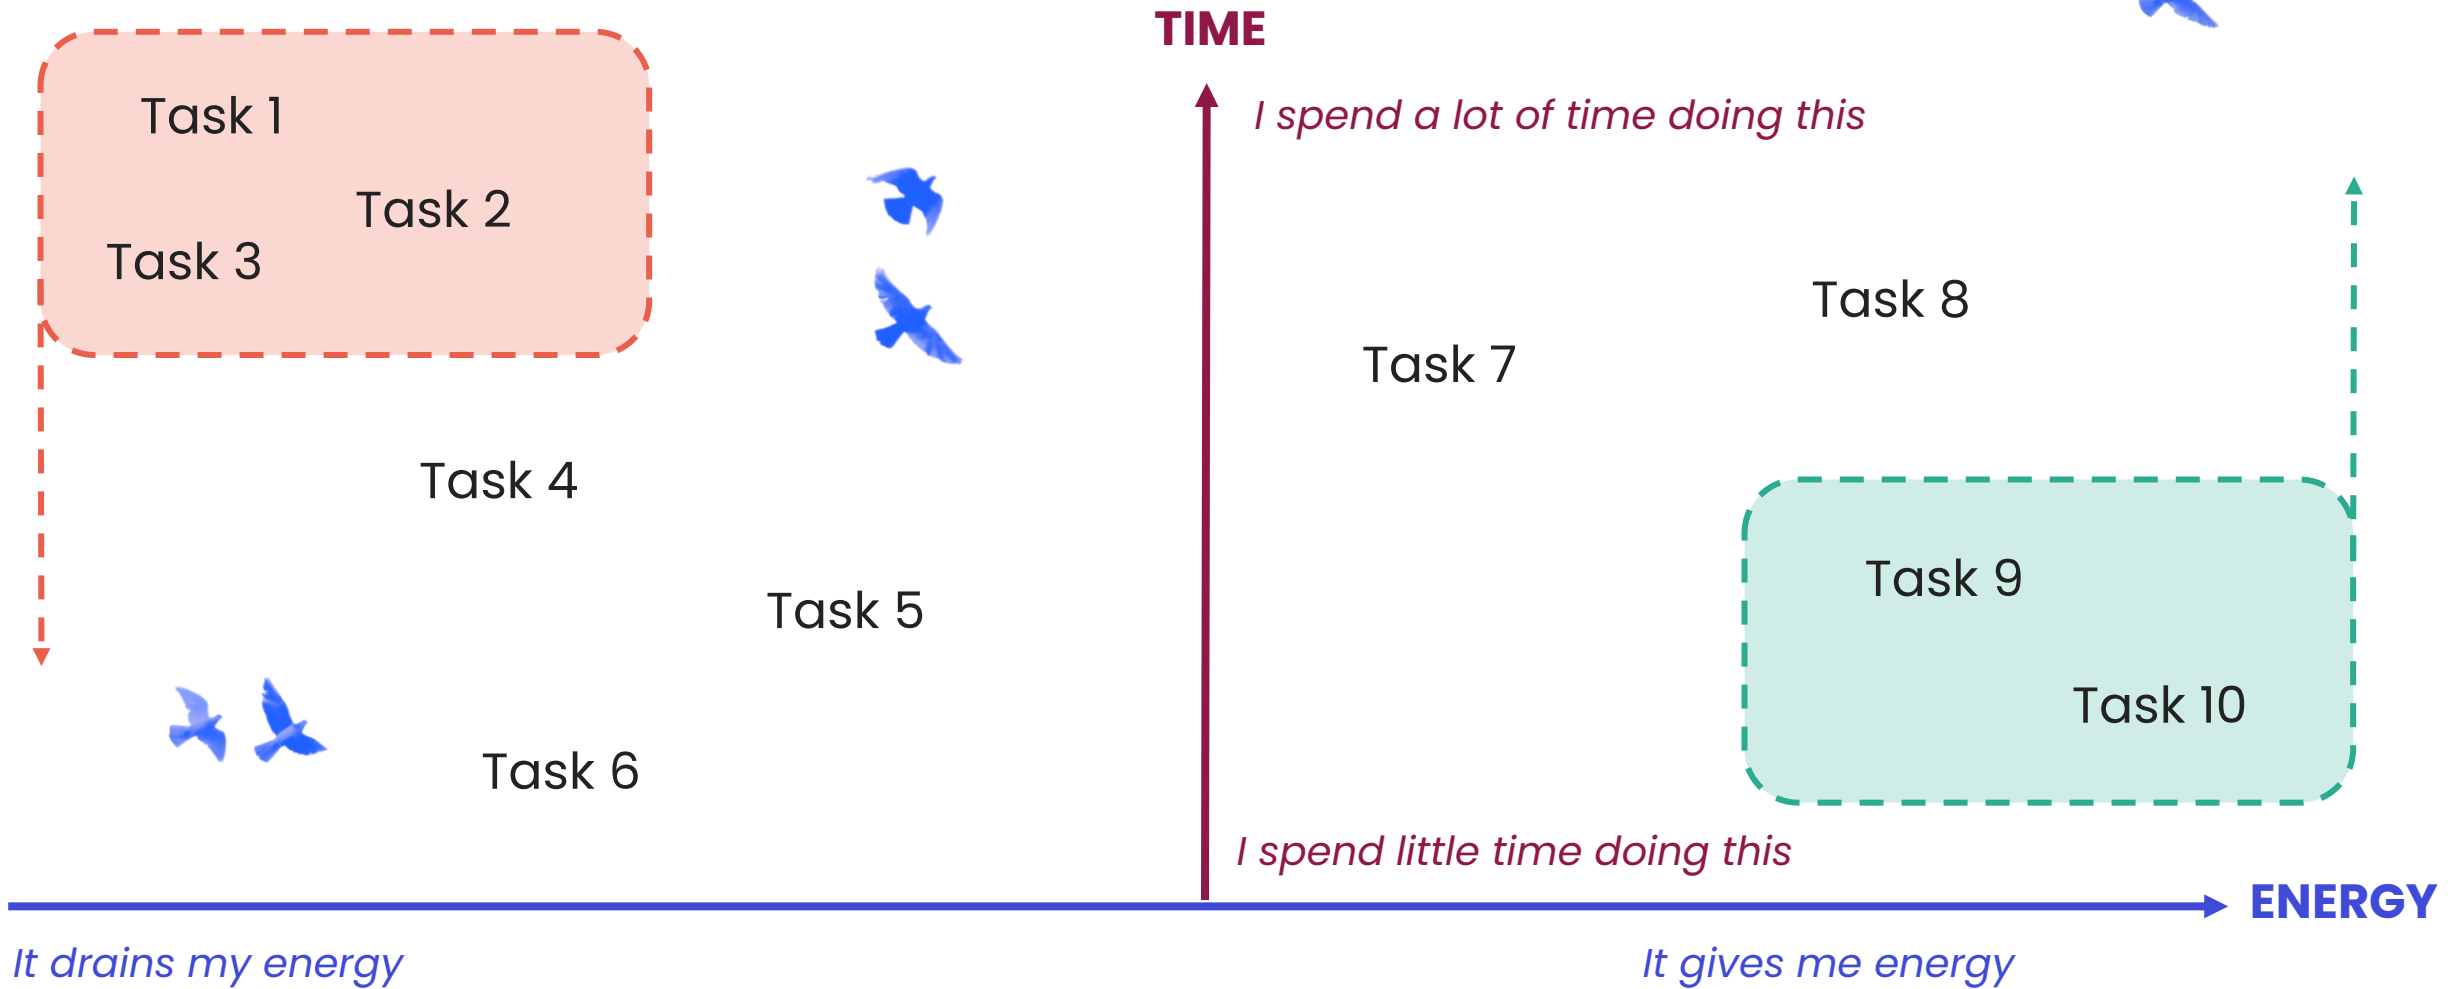 TIME
I spend a lot of time doing this
Task 1
Task 2
Task 3
Task 8
Task 7
Task 4
Task 9
Task 5
Task 10
Task 6
I spend little time doing this
ENERGY
It drains my energy
It gives me energy